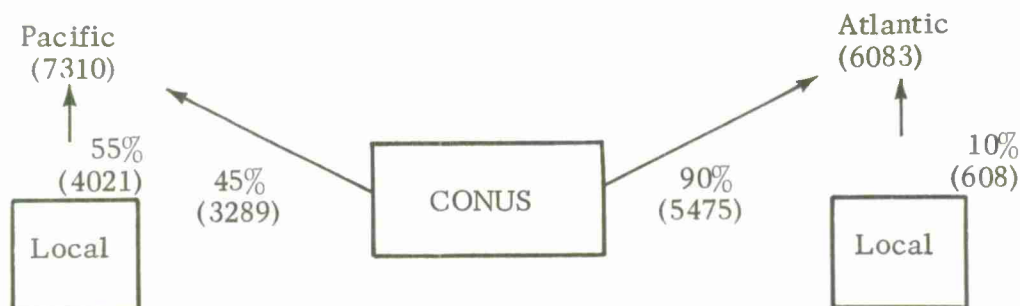 Pacific
(7310)
Atlantic
(6083)
55%
(4021)
45%
(3289)
CONUS
90%
(5475)
10%
(608)
Local
Local